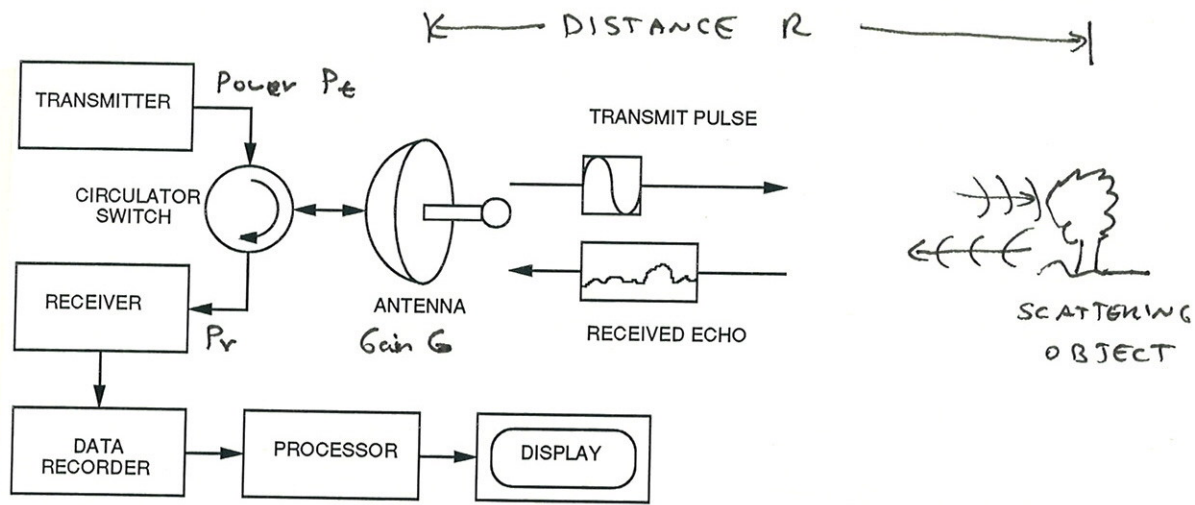 DISTANCE R
TRANSMITTER
Power Pt
TRANSMIT PULSE
CIRCULATOR
SWITCH
RECEIVER
Pr
ANTENNA
Gain G
RECEIVED ECHO
SCATTERING
OBJECT
DATA
RECORDER
PROCESSOR
DISPLAY